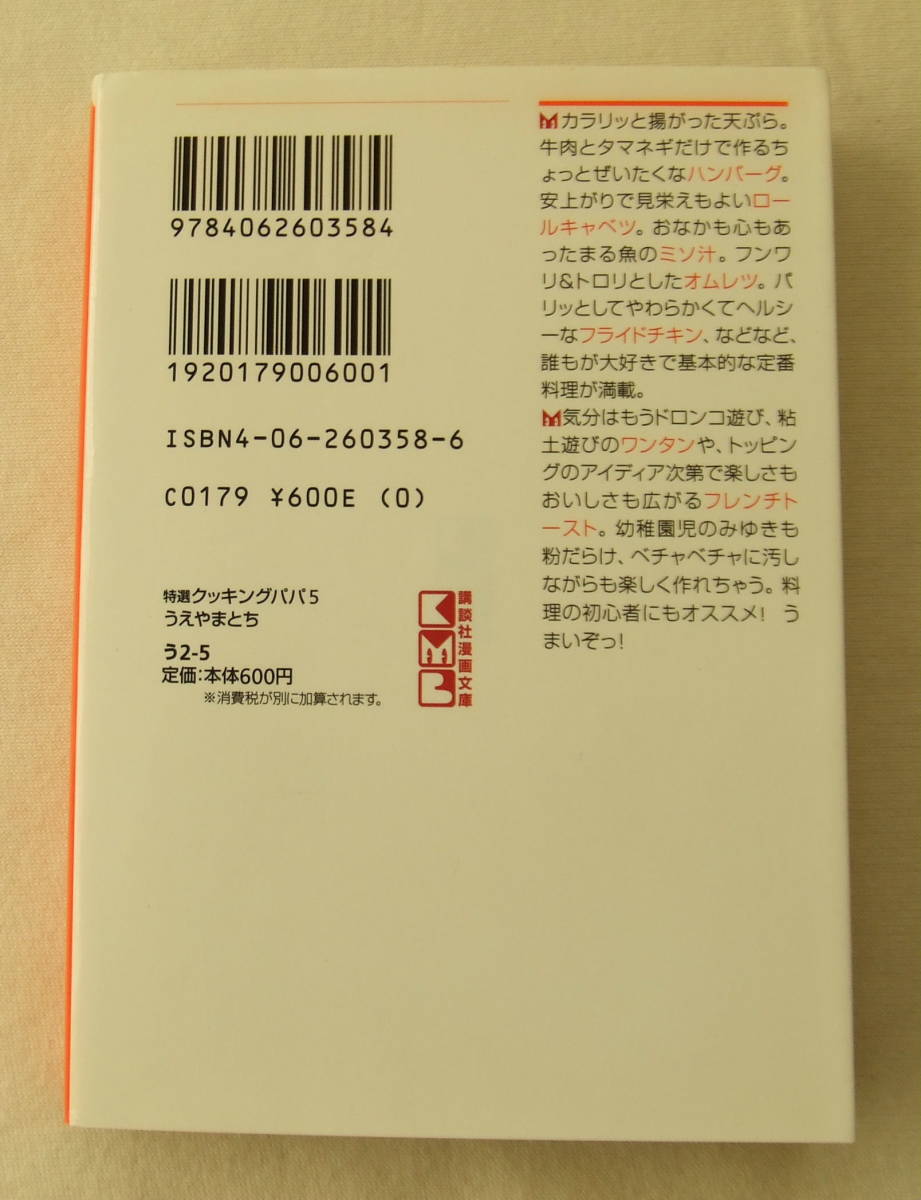 9784062603584
1920179006001
ISBN4-06-260358-6
C0179 ¥600E (0)
特選クッキングパパ5
うえやまとち
う2-5
定価：本体600円
※消費税が別に加算されます。
講談社漫画文庫
カラリッと揚がった天ぷら。
牛肉とタマネギだけで作るち
ょっとぜいたくなハンバーグ。
安上がりで見栄えもよいロー
ルキャベツ。おなかも心もあ
ったまる魚のミソ汁。フンワ
リ&トロリとしたオムレツ。パ
リッとしてやわらかくてヘルシ
ーなフライドチキン、などなど、
誰もが大好きで基本的な定番
料理が満載。
気分はもうドロンコ遊び、粘
土遊びのワンタンや、トッピン
グのアイディア次第で楽しさも
おいしさも広がるフレンチト
ースト。幼稚園児のみゆきも
粉だらけ、ベチャベチャに汚し
ながらも楽しく作れちゃう。料
理の初心者にもオススメ! う
まいぞっ!